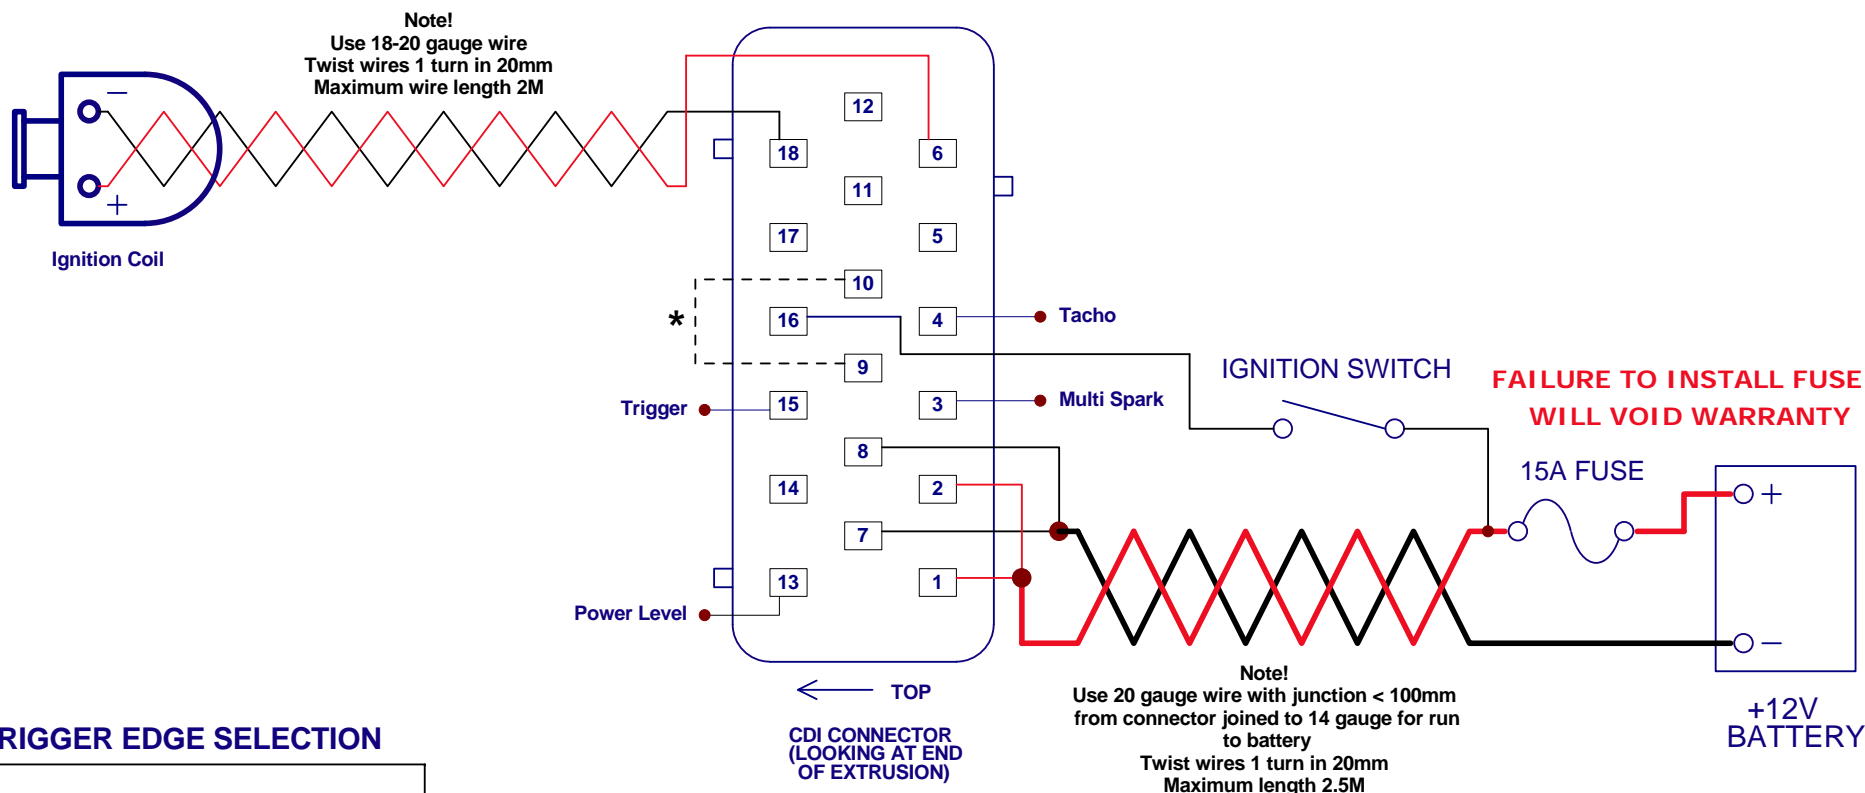 Note!
Use 18-20 gauge wire
Twist wires 1 turn in 20mm
Maximum wire length 2M
−
+
Ignition Coil
12
18
6
11
17
5
10
*
16
4
Tacho
9
Trigger
15
3
Multi Spark
8
14
2
7
13
1
Power Level
IGNITION SWITCH
FAILURE TO INSTALL FUSE
WILL VOID WARRANTY
15A FUSE
+
−
+12V
BATTERY
TOP
CDI CONNECTOR
(LOOKING AT END
OF EXTRUSION)
Note!
Use 20 gauge wire with junction < 100mm
from connector joined to 14 gauge for run
to battery
Twist wires 1 turn in 20mm
Maximum length 2.5M
RIGGER EDGE SELECTION